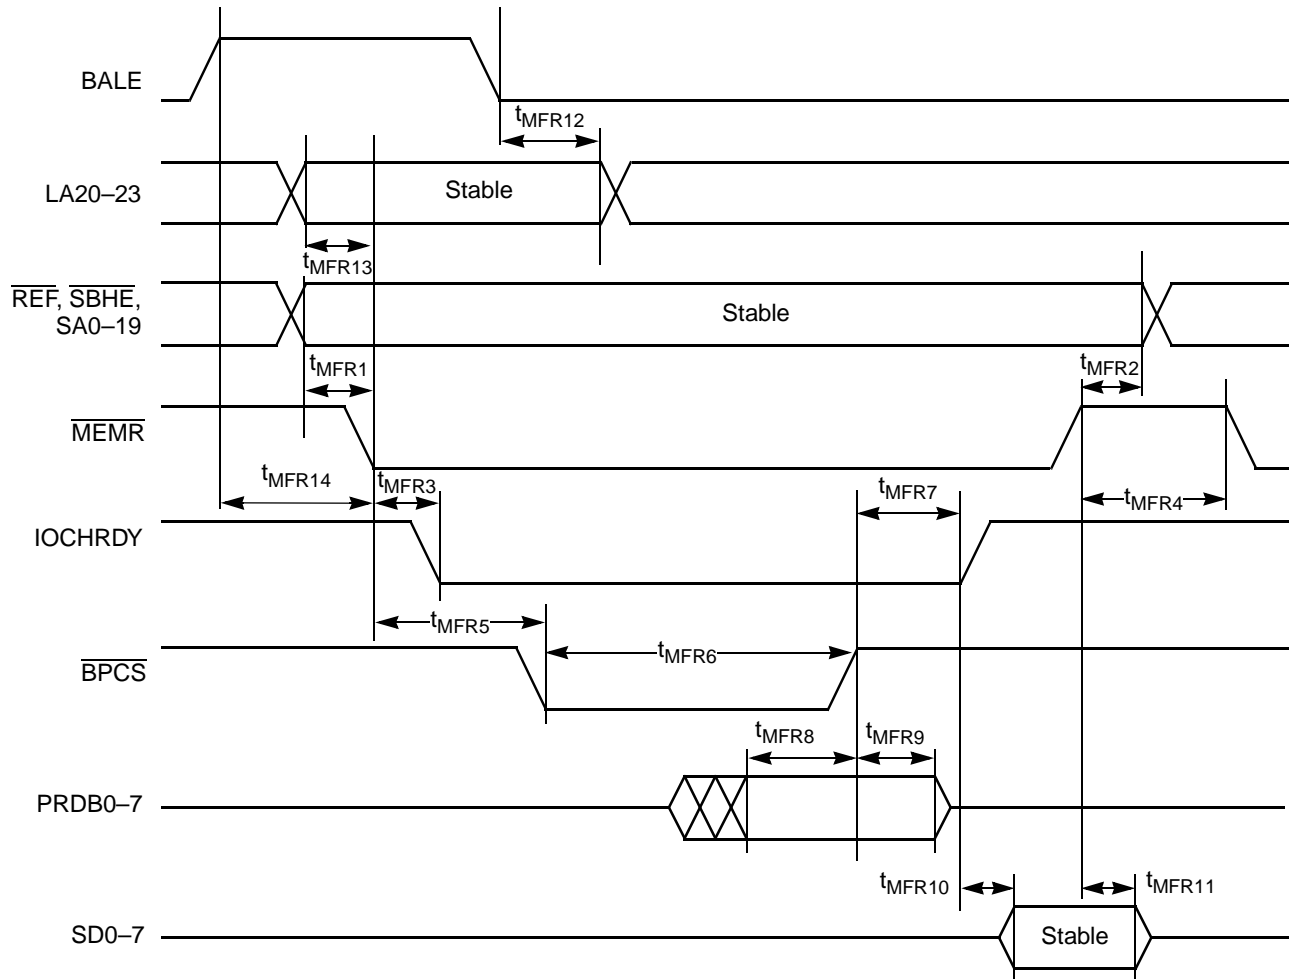 BALE
tMFR12
LA20–23
Stable
tMFR13
REF, SBHE,
SA0–19
Stable
tMFR1
tMFR2
MEMR
tMFR14
tMFR3
tMFR7
tMFR4
IOCHRDY
tMFR5
BPCS
tMFR6
tMFR8
tMFR9
PRDB0–7
tMFR10
tMFR11
SD0–7
Stable